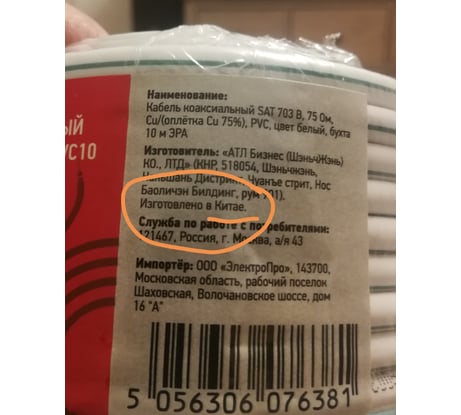 ЫЙ
УС10
Наименование:
Кабель коаксиальный SAT 703 В, 75 Ом,
Cu/(оплётка Cu 75%), PVC, цвет белый, бухта
10 м ЭРА
Изготовитель: «АТЛ Бизнес (ШэньчЖэнь)
КО., ЛТД» (КНР, 518054, Шэньчжэнь,
Наньшань Дистрикт, Чуанъе стрит, Нос
Баоличэн Билдинг, рум 901).
Изготовлено в Китае.
Служба по работе с потребителями:
121467, Россия, г. Москва, а/я 43
Импортёр: ООО «ЭлектроПро», 143700,
Московская область, рабочий поселок
Шаховская, Волочановское шоссе, дом
16 "А"
5 056306 076381